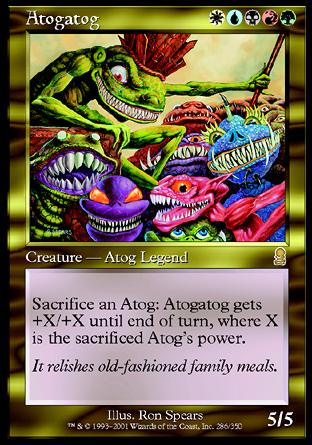 Atogatog
Creature — Atog Legend
Sacrifice an Atog: Atogatog gets
+X/+X until end of turn, where X
is the sacrificed Atog's power.
It relishes old-fashioned family meals.
Illus. Ron Spears
5/5
™ & © 1993–2001 Wizards of the Coast, Inc. 286/350